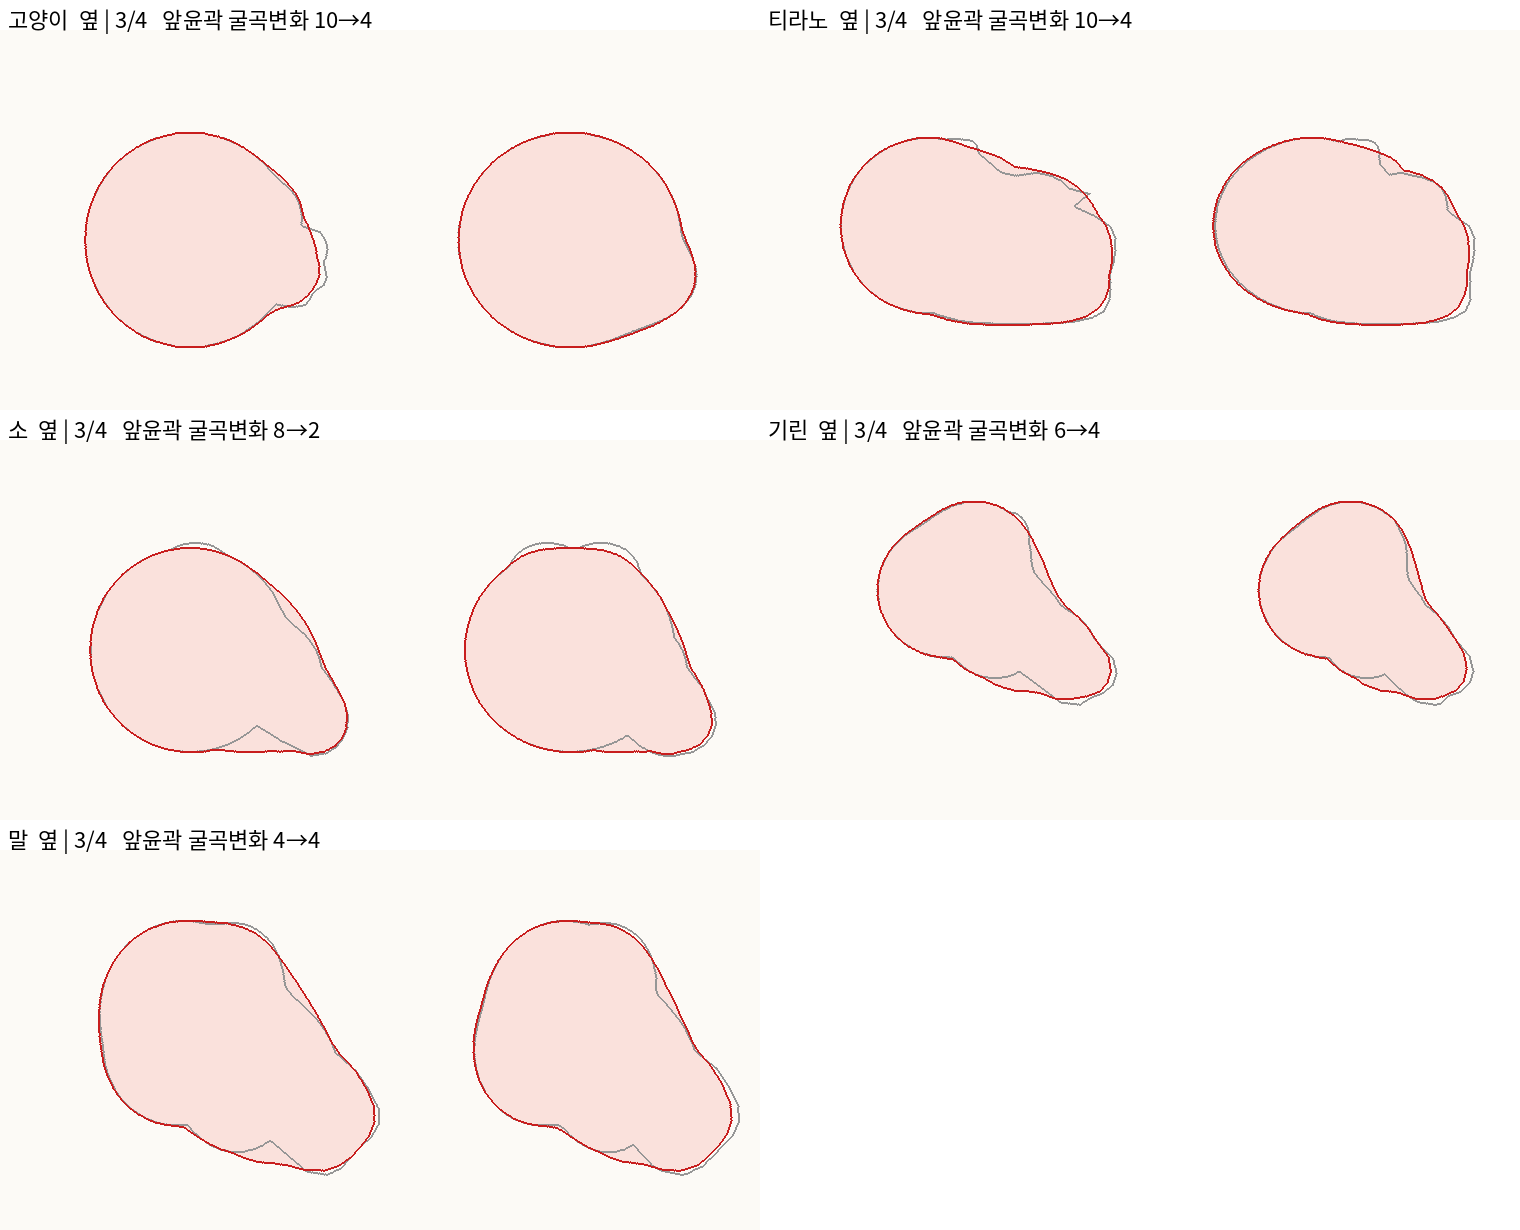 고양이  옆 | 3/4   앞윤곽 굴곡변화 10→4
티라노  옆 | 3/4   앞윤곽 굴곡변화 10→4
소  옆 | 3/4   앞윤곽 굴곡변화 8→2
기린  옆 | 3/4   앞윤곽 굴곡변화 6→4
말  옆 | 3/4   앞윤곽 굴곡변화 4→4